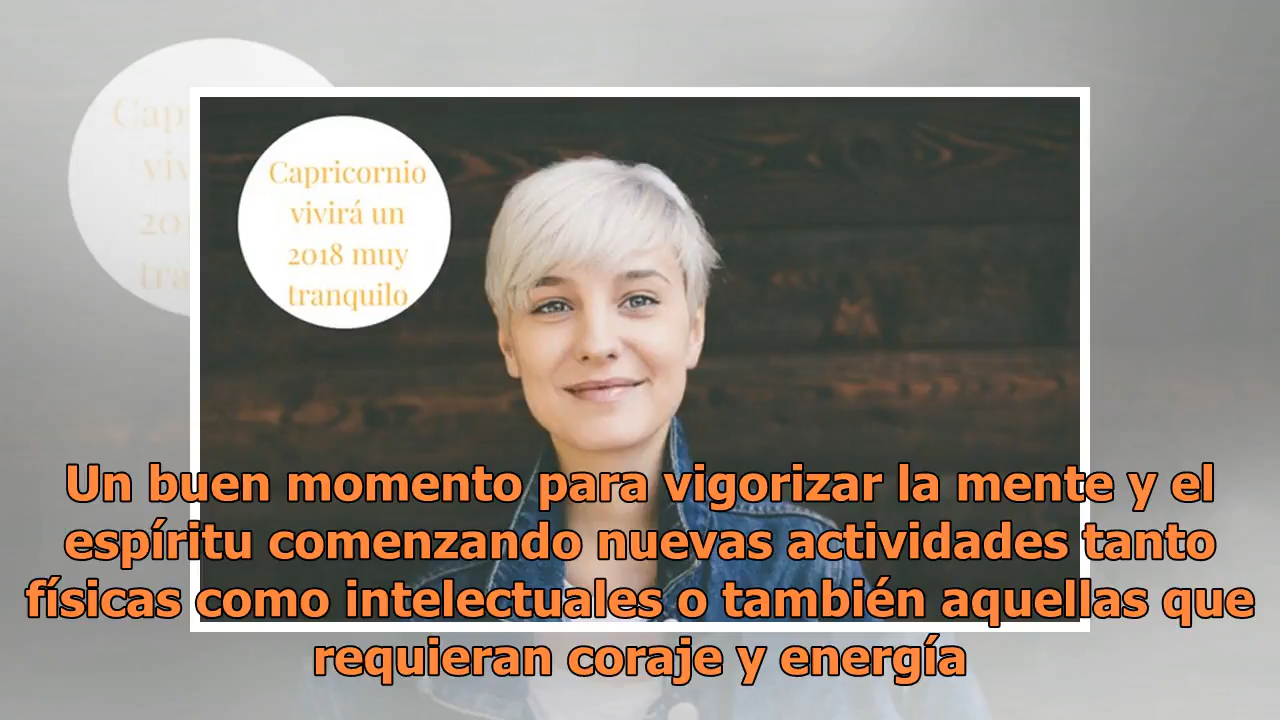 Capricornio
vivirá un
2018 muy
tranquilo
Un buen momento para vigorizar la mente y el
espíritu comenzando nuevas actividades tanto
físicas como intelectuales o también aquellas que
requieran coraje y energía